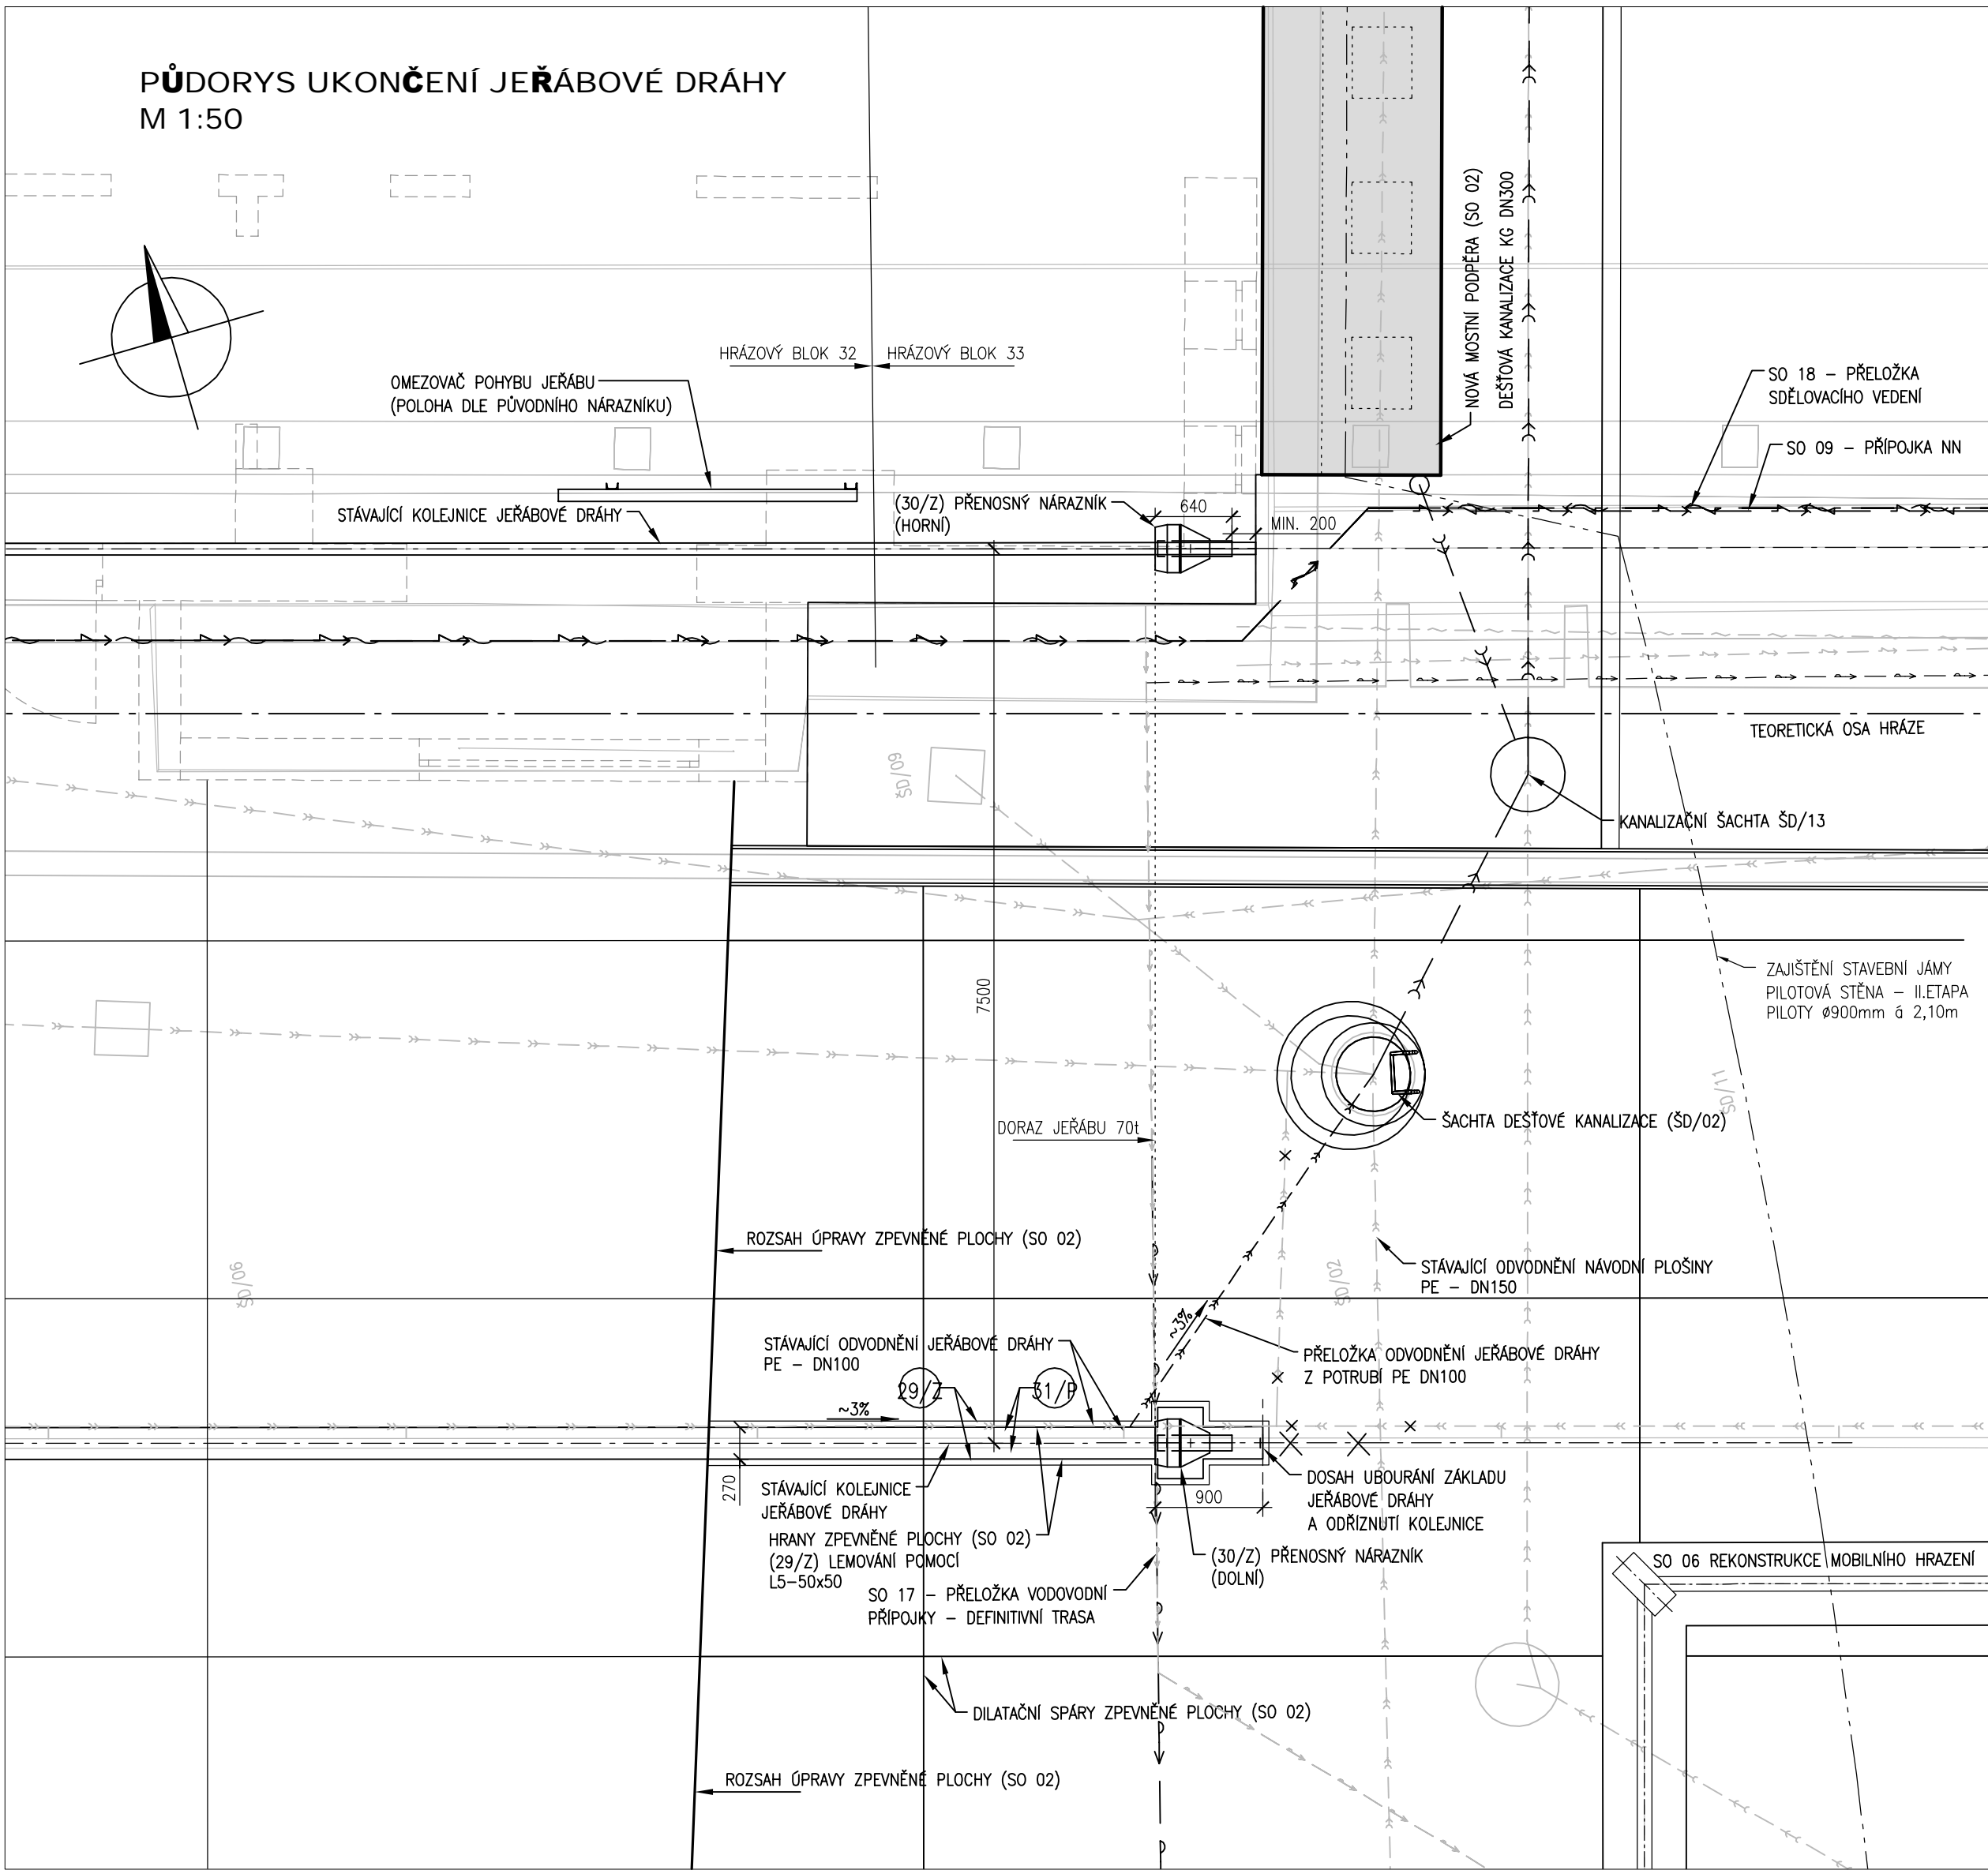 PŮDORYS UKONČENÍ JEŘÁBOVÉ DRÁHY
M 1:50
NOVÁ MOSTNÍ PODPĚRA (SO 02)
DEŠŤOVÁ KANALIZACE KG DN300
HRÁZOVÝ BLOK 32
HRÁZOVÝ BLOK 33
OMEZOVAČ POHYBU JEŘÁBU
(POLOHA DLE PŮVODNÍHO NÁRAZNÍKU)
SO 18 – PŘELOŽKA
SDĚLOVACÍHO VEDENÍ
SO 09 – PŘÍPOJKA NN
STÁVAJÍCÍ KOLEJNICE JEŘÁBOVÉ DRÁHY
(30/Z) PŘENOSNÝ NÁRAZNÍK
(HORNÍ)
640
MIN. 200
TEORETICKÁ OSA HRÁZE
ŠD/09
KANALIZAČNÍ ŠACHTA ŠD/13
7500
ZAJIŠTĚNÍ STAVEBNÍ JÁMY
PILOTOVÁ STĚNA – II.ETAPA
PILOTY ø900mm á 2,10m
ŠD/11
DORAZ JEŘÁBU 70t
ŠACHTA DEŠŤOVÉ KANALIZACE (ŠD/02)
ROZSAH ÚPRAVY ZPEVNĚNÉ PLOCHY (SO 02)
ŠD/06
ŠD/02
STÁVAJÍCÍ ODVODNĚNÍ NÁVODNÍ PLOŠINY
PE – DN150
~3%
STÁVAJÍCÍ ODVODNĚNÍ JEŘÁBOVÉ DRÁHY
PE – DN100
PŘELOŽKA ODVODNĚNÍ JEŘÁBOVÉ DRÁHY
Z POTRUBÍ PE DN100
29/Z
31/P
~3%
270
STÁVAJÍCÍ KOLEJNICE
JEŘÁBOVÉ DRÁHY
900
DOSAH UBOURÁNÍ ZÁKLADU
JEŘÁBOVÉ DRÁHY
A ODŘÍZNUTÍ KOLEJNICE
HRANY ZPEVNĚNÉ PLOCHY (SO 02)
(29/Z) LEMOVÁNÍ POMOCÍ
L5–50x50
(30/Z) PŘENOSNÝ NÁRAZNÍK
(DOLNÍ)
SO 06 REKONSTRUKCE MOBILNÍHO HRAZENÍ
SO 17 – PŘELOŽKA VODOVODNÍ
PŘÍPOJKY – DEFINITIVNÍ TRASA
DILATAČNÍ SPÁRY ZPEVNĚNÉ PLOCHY (SO 02)
ROZSAH ÚPRAVY ZPEVNĚNÉ PLOCHY (SO 02)